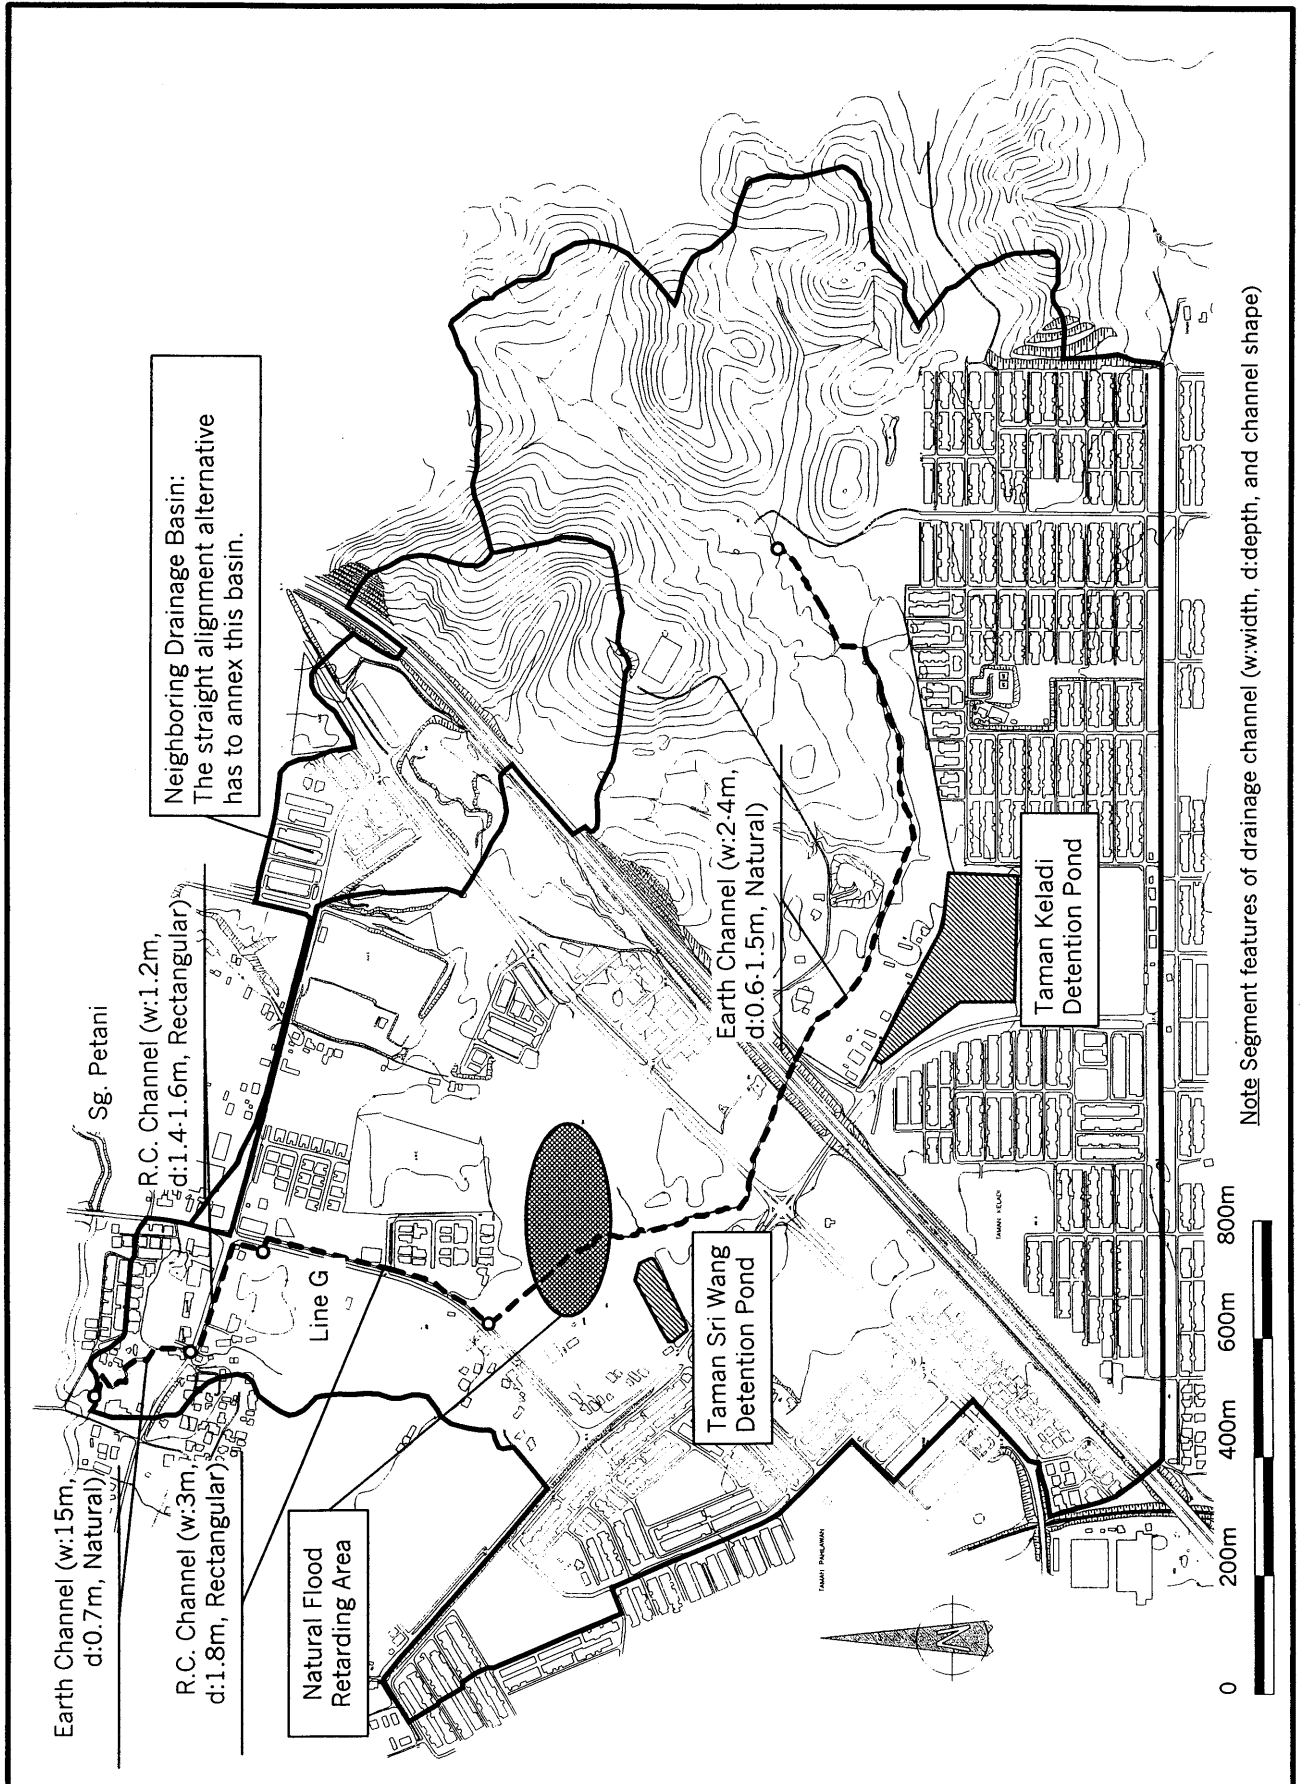 Neighboring Drainage Basin:
The straight alignment alternative
has to annex this basin.
Sg. Petani
R.C. Channel (w:1.2m,
d:1.4-1.6m, Rectangular)
Earth Channel (w:15m,
d:0.7m, Natural)
R.C. Channel (w:3m,
d:1.8m, Rectangular)
Line G
Natural Flood
Retarding Area
Earth Channel (w:2-4m,
d:0.6-1.5m, Natural)
Taman Sri Wang
Detention Pond
Taman Keladi
Detention Pond
TAMAN KELADI
TAMAN PAHLAWAN
N
0 200m 400m 600m 800m
Note Segment features of drainage channel (w:width, d:depth, and channel shape)